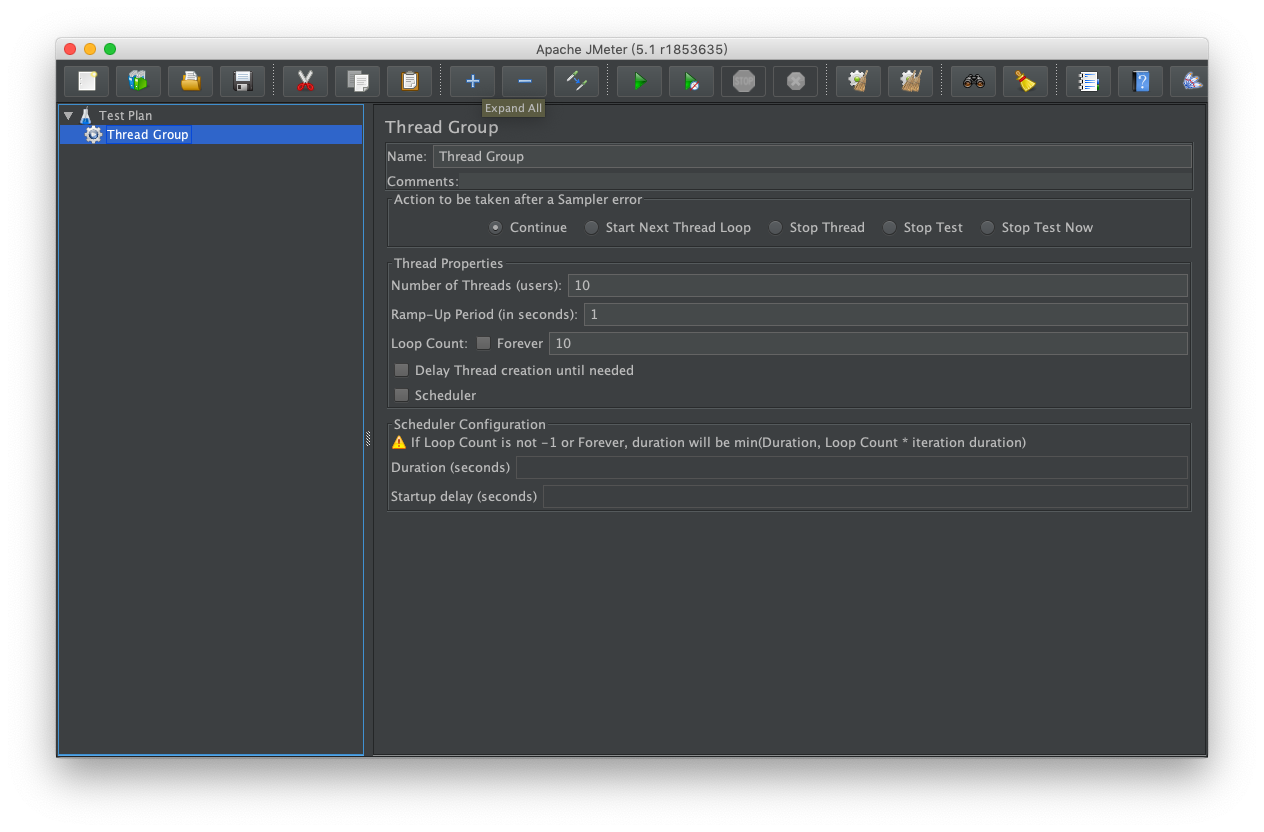 Apache JMeter (5.1 r1853635)
STOP
?
Expand All
Test Plan
Thread Group
Thread Group
Name: Thread Group
Comments:
Action to be taken after a Sampler error
Continue Start Next Thread Loop Stop Thread Stop Test Stop Test Now
Thread Properties
Number of Threads (users): 10
Ramp-Up Period (in seconds): 1
Loop Count: Forever 10
Delay Thread creation until needed
Scheduler
Scheduler Configuration
If Loop Count is not -1 or Forever, duration will be min(Duration, Loop Count * iteration duration)
Duration (seconds)
Startup delay (seconds)